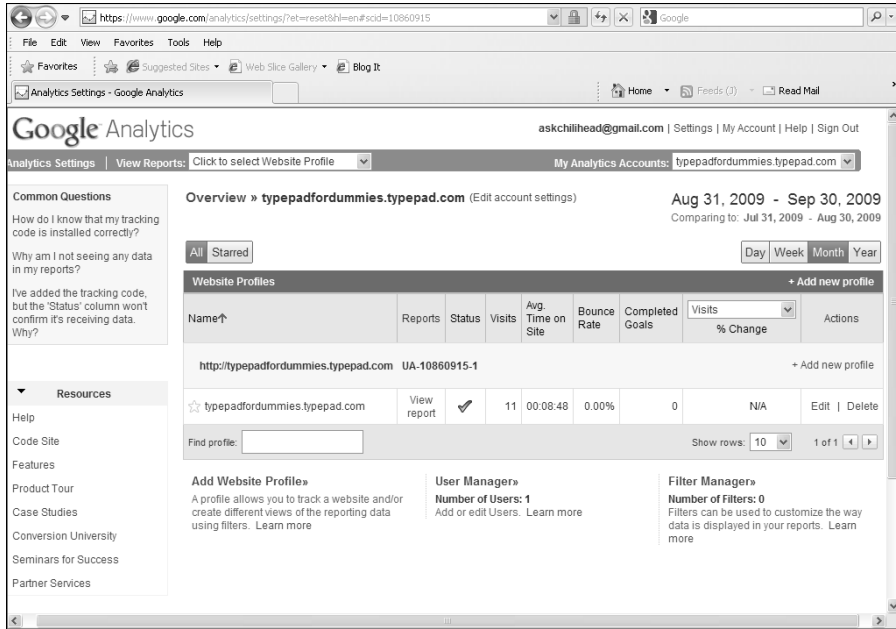 https://www.google.com/analytics/settings/?et=reset&hl=en#scid=10860915
Google
File Edit View Favorites Tools Help
Favorites Suggested Sites Web Slice Gallery Blog It
Analytics Settings - Google Analytics
Home Feeds (J) Read Mail
Google Analytics
askchilihead@gmail.com | Settings | My Account | Help | Sign Out
Analytics Settings | View Reports: Click to select Website Profile
My Analytics Accounts: typepadfordummies.typepad.com
Common Questions
How do I know that my tracking
code is installed correctly?
Why am I not seeing any data
in my reports?
I've added the tracking code,
but the 'Status' column won't
confirm it's receiving data.
Why?
Resources
Help
Code Site
Features
Product Tour
Case Studies
Conversion University
Seminars for Success
Partner Services
Overview » typepadfordummies.typepad.com (Edit account settings)
Aug 31, 2009 - Sep 30, 2009
Comparing to: Jul 31, 2009 - Aug 30, 2009
All Starred
Day Week Month Year
Website Profiles + Add new profile
Name Reports Status Visits Avg. Time on Site Bounce Rate Completed Goals Visits % Change Actions
http://typepadfordummies.typepad.com UA-10860915-1 + Add new profile
typepadfordummies.typepad.com View report 11 00:08:48 0.00% 0 N/A Edit | Delete
Find profile: Show rows: 10 1 of 1
Add Website Profile»
A profile allows you to track a website and/or
create different views of the reporting data
using filters. Learn more
User Manager»
Number of Users: 1
Add or edit Users. Learn more
Filter Manager»
Number of Filters: 0
Filters can be used to customize the way
data is displayed in your reports. Learn
more